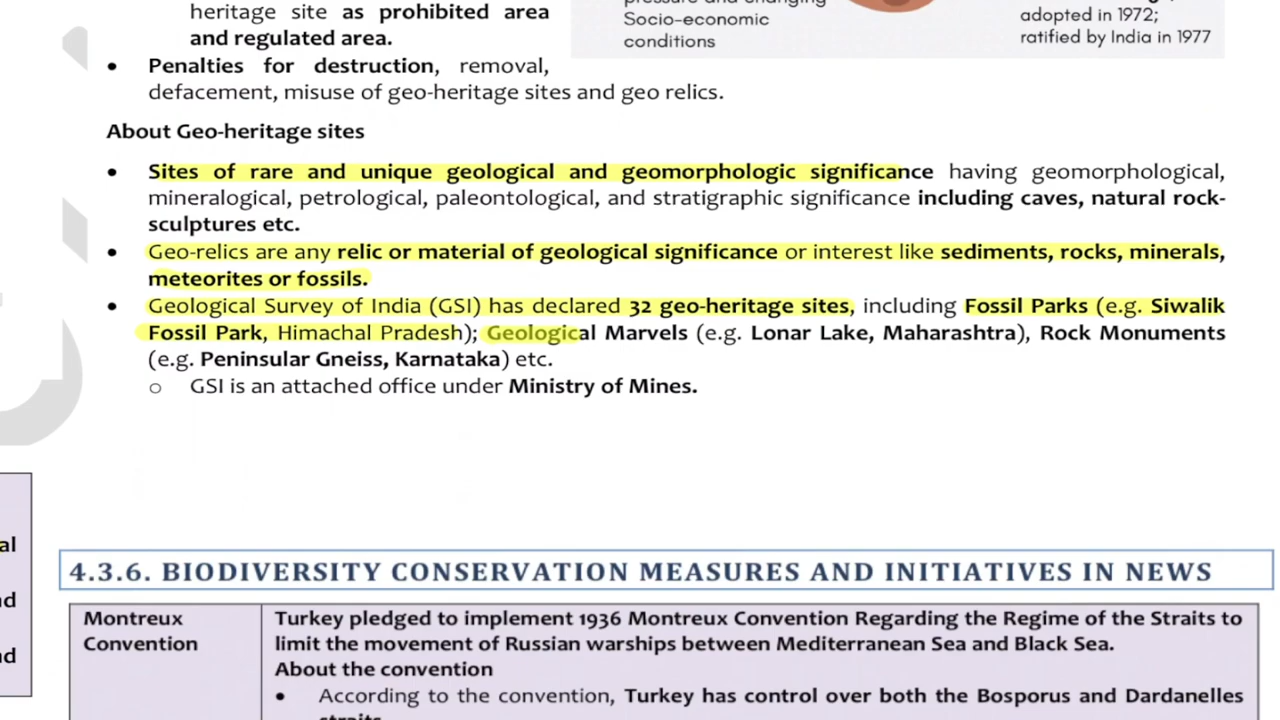 heritage site as prohibited area
and regulated area.
pressure and changing
Socio-economic
conditions
adopted in 1972;
ratified by India in 1977
• Penalties for destruction, removal,
defacement, misuse of geo-heritage sites and geo relics.
About Geo-heritage sites
• Sites of rare and unique geological and geomorphologic significance having geomorphological,
mineralogical, petrological, paleontological, and stratigraphic significance including caves, natural rock-
sculptures etc.
• Geo-relics are any relic or material of geological significance or interest like sediments, rocks, minerals,
meteorites or fossils.
• Geological Survey of India (GSI) has declared 32 geo-heritage sites, including Fossil Parks (e.g. Siwalik
Fossil Park, Himachal Pradesh); Geological Marvels (e.g. Lonar Lake, Maharashtra), Rock Monuments
(e.g. Peninsular Gneiss, Karnataka) etc.
o GSI is an attached office under Ministry of Mines.
al
nd
nd
4.3.6. BIODIVERSITY CONSERVATION MEASURES AND INITIATIVES IN NEWS
Montreux
Convention
Turkey pledged to implement 1936 Montreux Convention Regarding the Regime of the Straits to
limit the movement of Russian warships between Mediterranean Sea and Black Sea.
About the convention
• According to the convention, Turkey has control over both the Bosporus and Dardanelles
straits